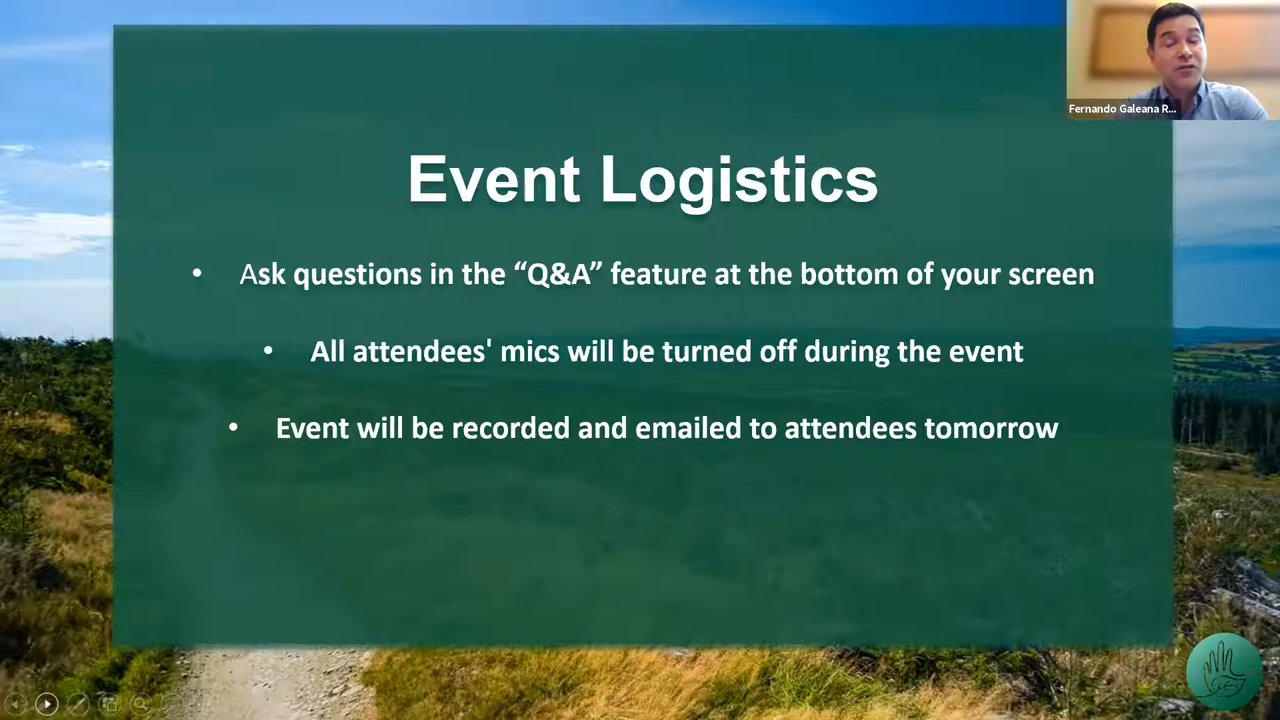 Fernando Galeana R...
Event Logistics
• Ask questions in the “Q&A” feature at the bottom of your screen
• All attendees' mics will be turned off during the event
• Event will be recorded and emailed to attendees tomorrow